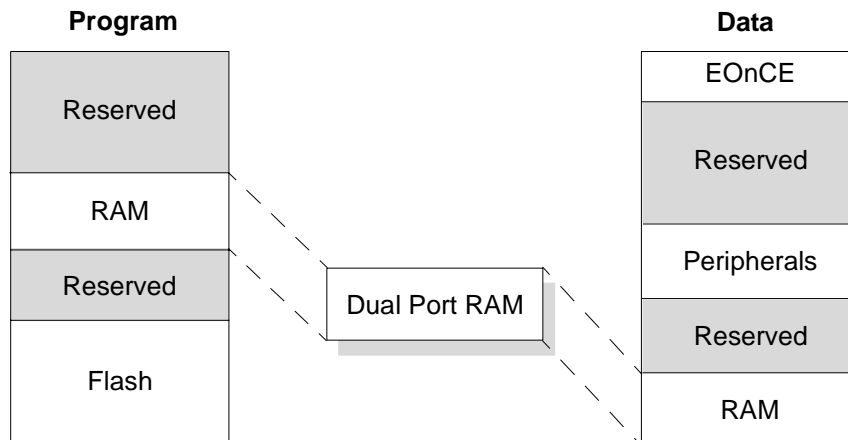 Program
Reserved
RAM
Reserved
Flash
Dual Port RAM
Data
EOnCE
Reserved
Peripherals
Reserved
RAM